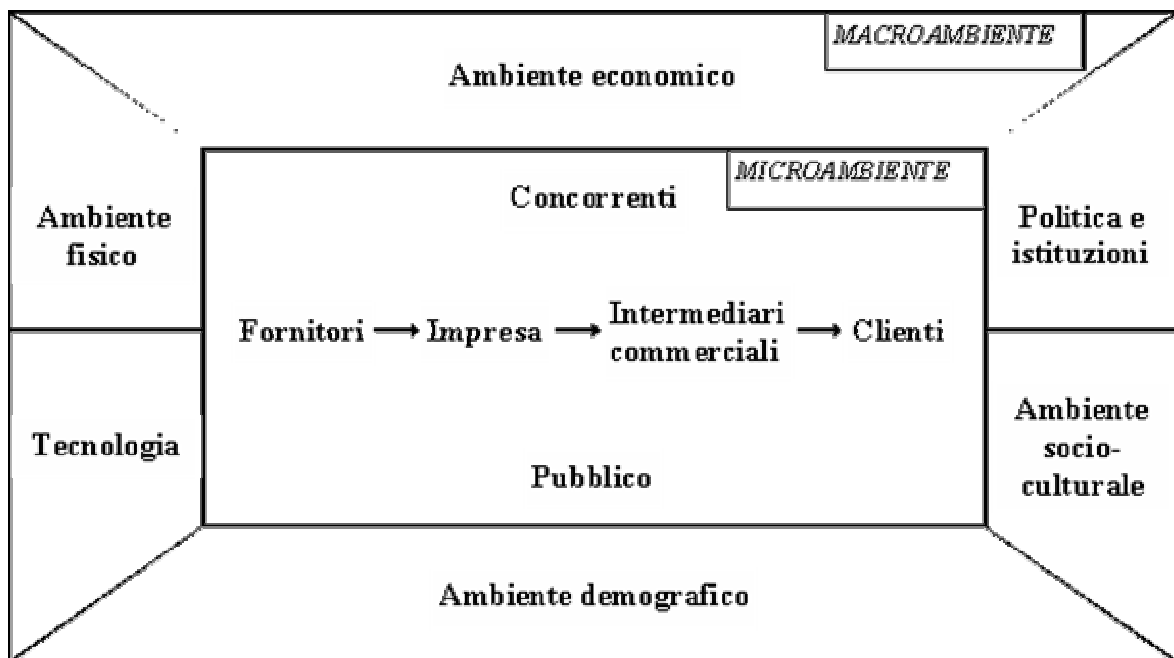 MACROAMBIENTE
Ambiente economico
MICROAMBIENTE
Concorrenti
Ambiente
fisico
Politica e
istituzioni
Fornitori → Impresa → Intermediari
commerciali → Clienti
Tecnologia
Ambiente
socio-
culturale
Pubblico
Ambiente demografico